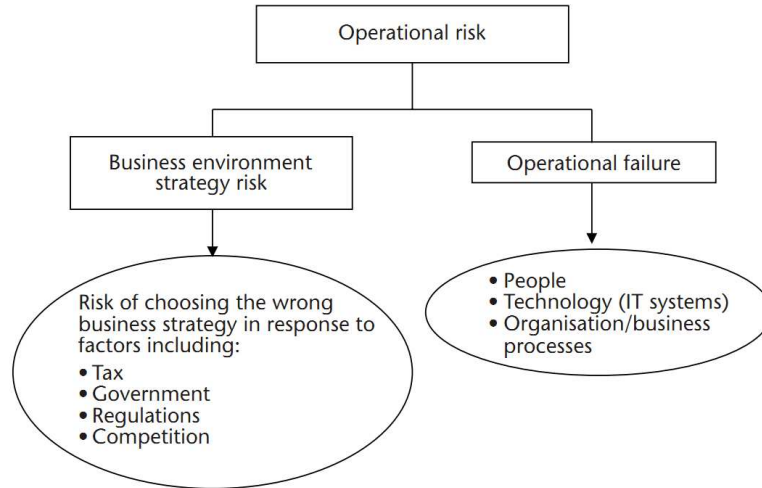 Operational risk
Business environment
strategy risk
Operational failure
Risk of choosing the wrong
business strategy in response to
factors including:
• Tax
• Government
• Regulations
• Competition
• People
• Technology (IT systems)
• Organisation/business
processes